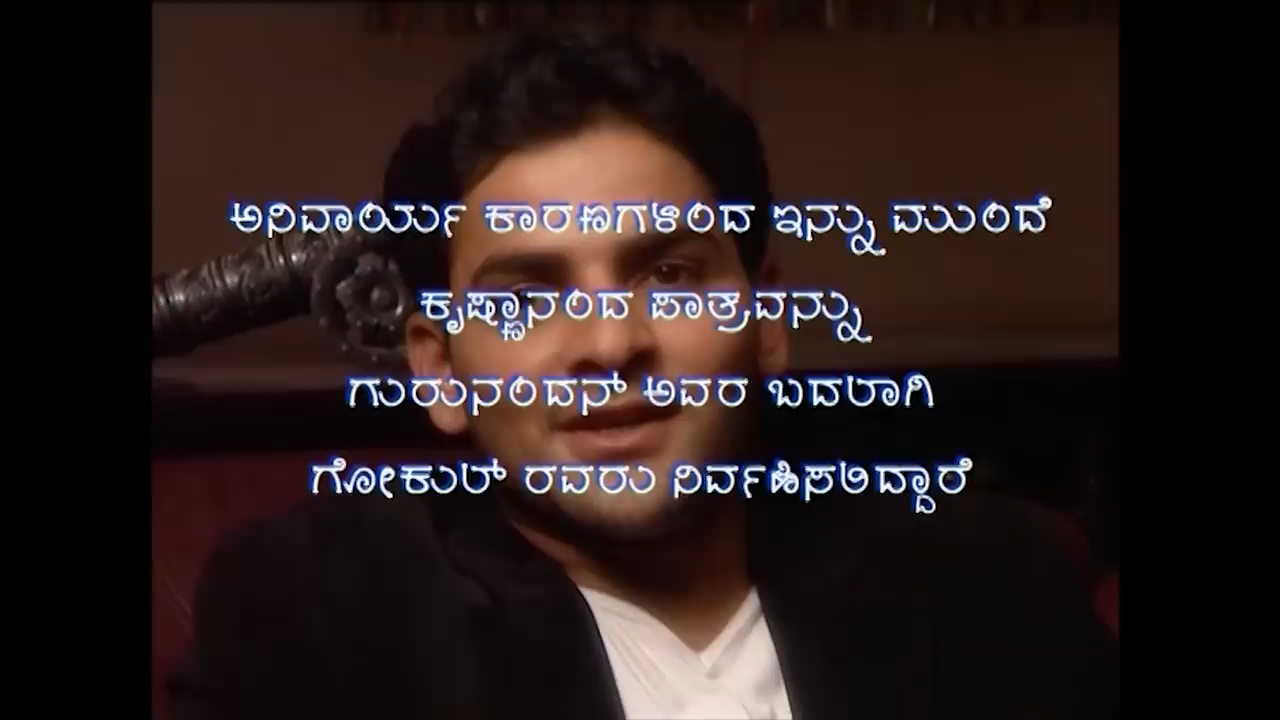 ಅನಿವಾರ್ಯ ಕಾರಣಗಳಿಂದ ಇನ್ನು ಮುಂದೆ
ಕೃಷ್ಣಾನಂದ ಪಾತ್ರವನ್ನು
ಗುರುನಂದನ್ ಅವರ ಬದಲಾಗಿ
ಗೋಕುಲ್ ರವರು ನಿರ್ವಹಿಸಲಿದ್ದಾರೆ